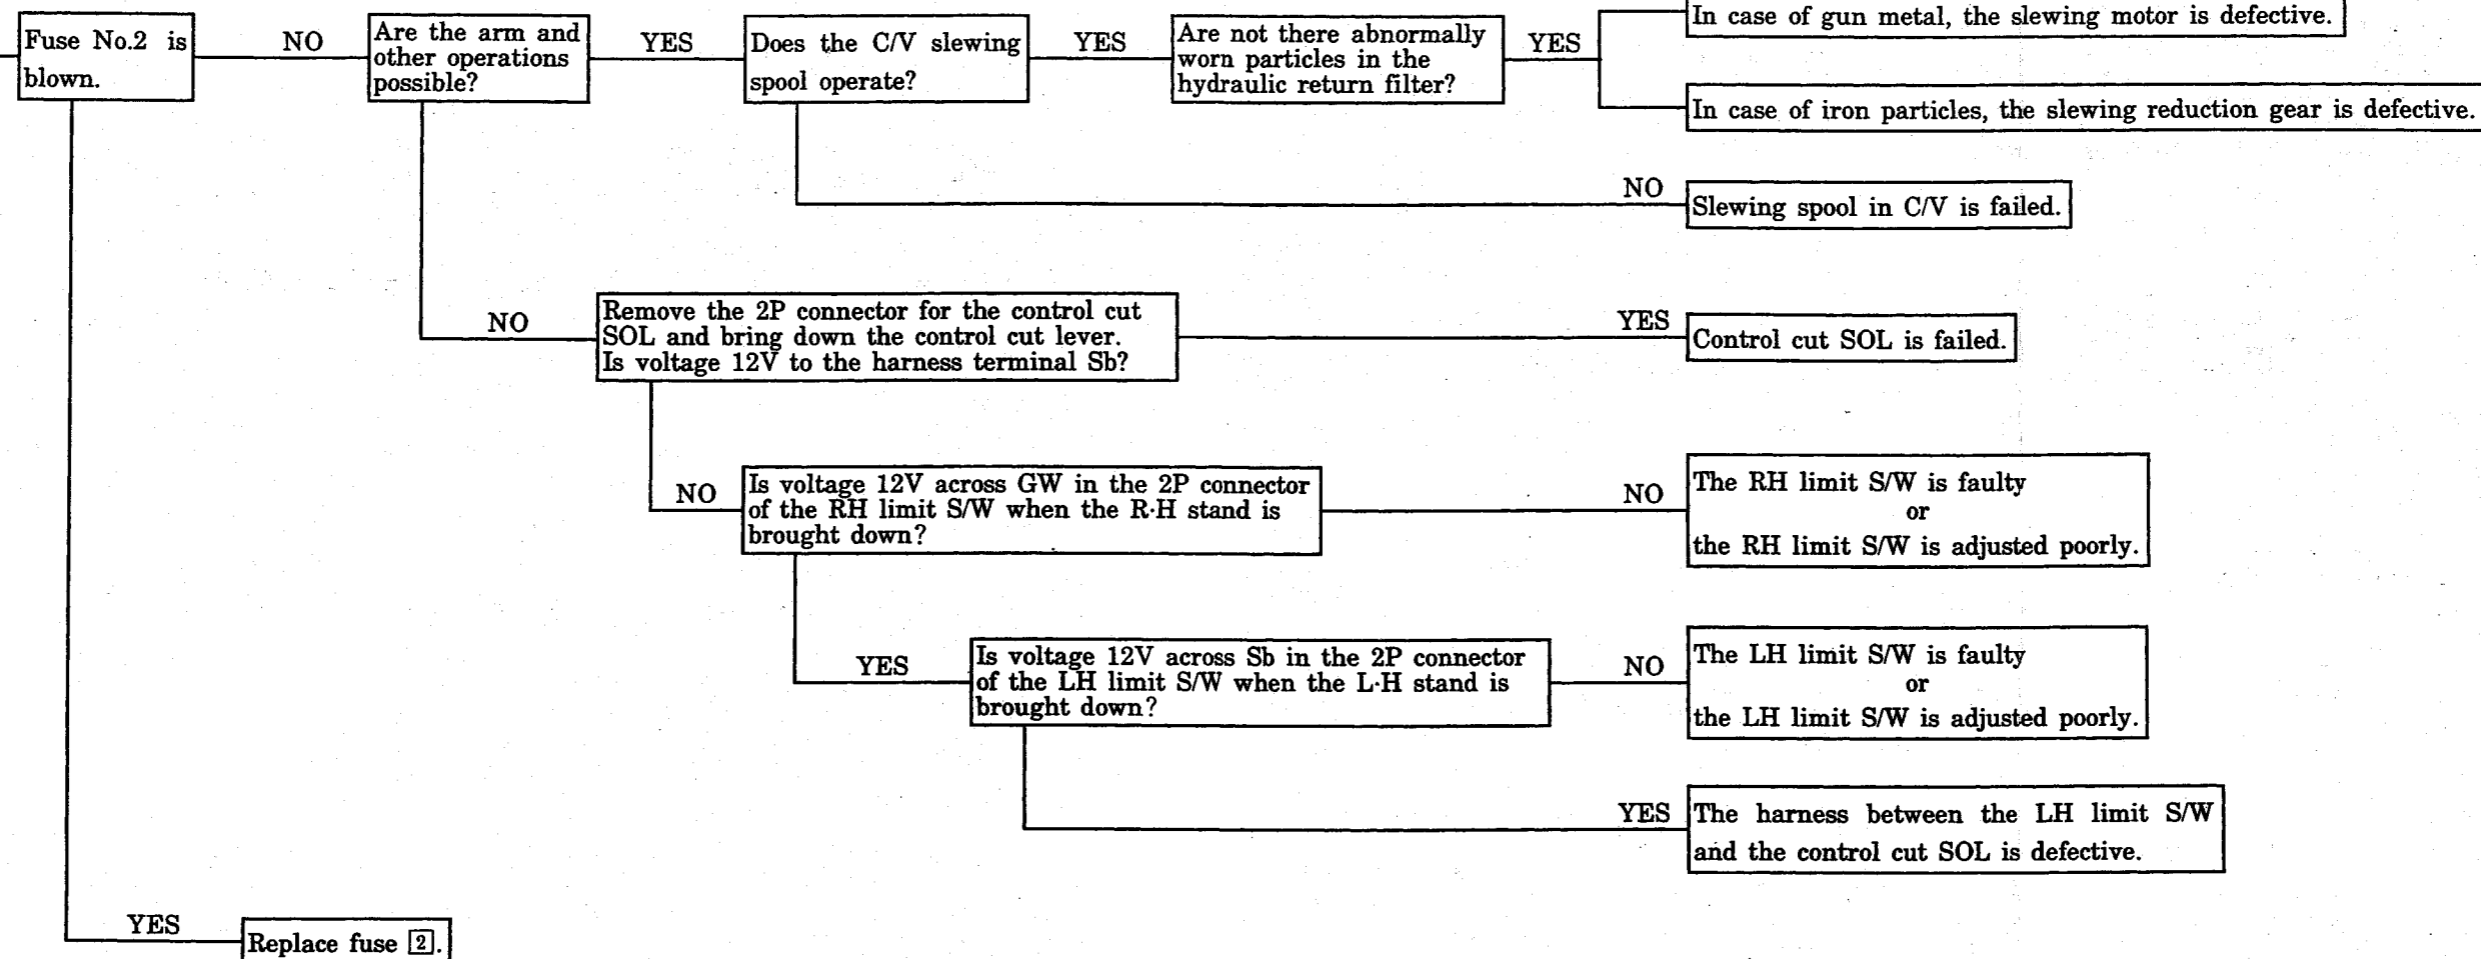 Fuse No.2 is
blown.
NO
Are the arm and
other operations
possible?
YES
Does the C/V slewing
spool operate?
YES
Are not there abnormally
worn particles in the
hydraulic return filter?
YES
In case of gun metal, the slewing motor is defective.
In case of iron particles, the slewing reduction gear is defective.
NO
Slewing spool in C/V is failed.
NO
Remove the 2P connector for the control cut
SOL and bring down the control cut lever.
Is voltage 12V to the harness terminal Sb?
YES
Control cut SOL is failed.
NO
Is voltage 12V across GW in the 2P connector
of the RH limit S/W when the R·H stand is
brought down?
NO
The RH limit S/W is faulty
or
the RH limit S/W is adjusted poorly.
YES
Is voltage 12V across Sb in the 2P connector
of the LH limit S/W when the L·H stand is
brought down?
NO
The LH limit S/W is faulty
or
the LH limit S/W is adjusted poorly.
YES
The harness between the LH limit S/W
and the control cut SOL is defective.
YES
Replace fuse 2.